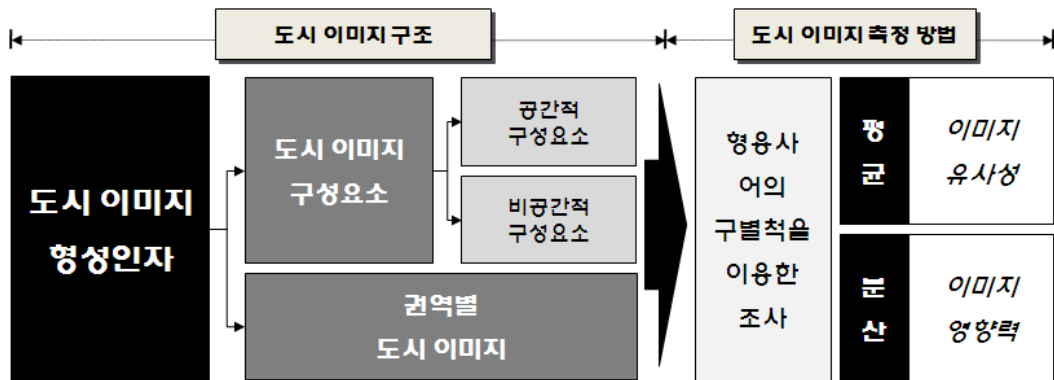 도시 이미지 구조
도시 이미지 측정 방법
도시 이미지
형성인자
도시 이미지
구성요소
공간적
구성요소
비공간적
구성요소
권역별
도시 이미지
형용사
어의
구별척을
이용한
조사
평
균
이미지
유사성
분
산
이미지
영향력